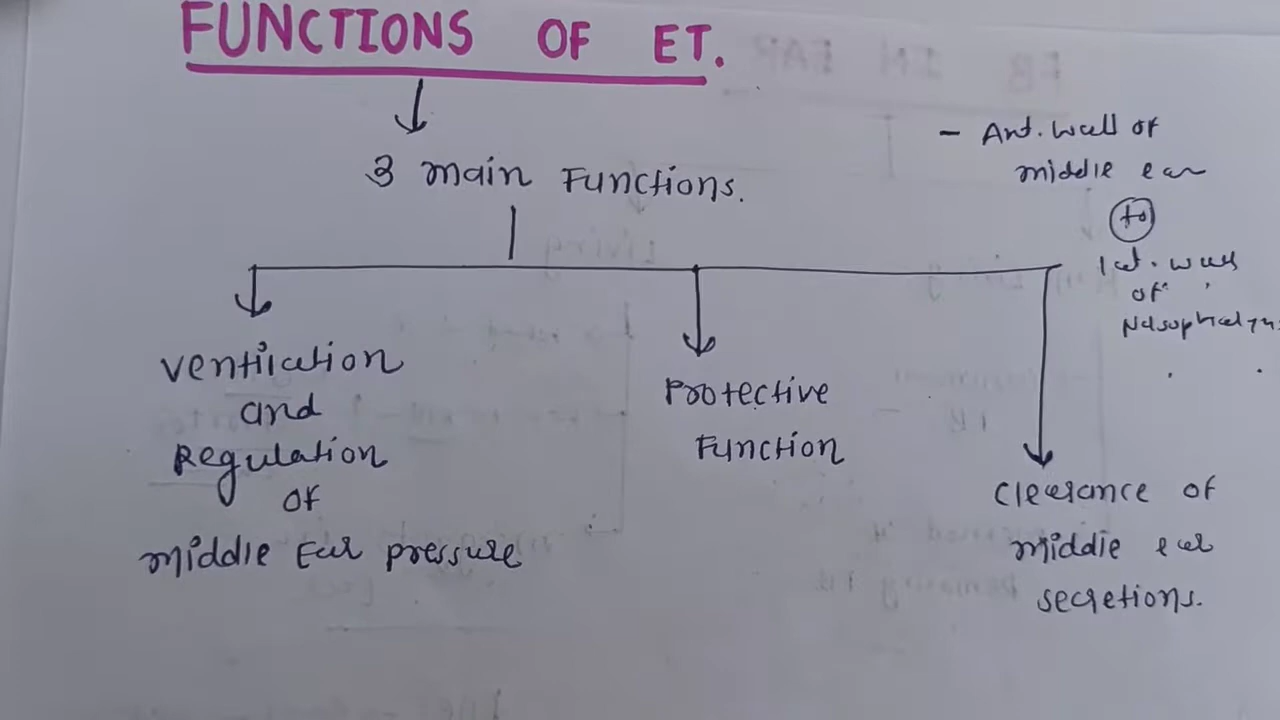 FUNCTIONS OF ET.
3 main Functions.
- Ant. wall of
middle ear
to
lat. wall
of
Nasopharynx
Ventilation
and
Regulation
of
middle Ear pressure
Protective
Function
Clearance of
middle ear
secretions.